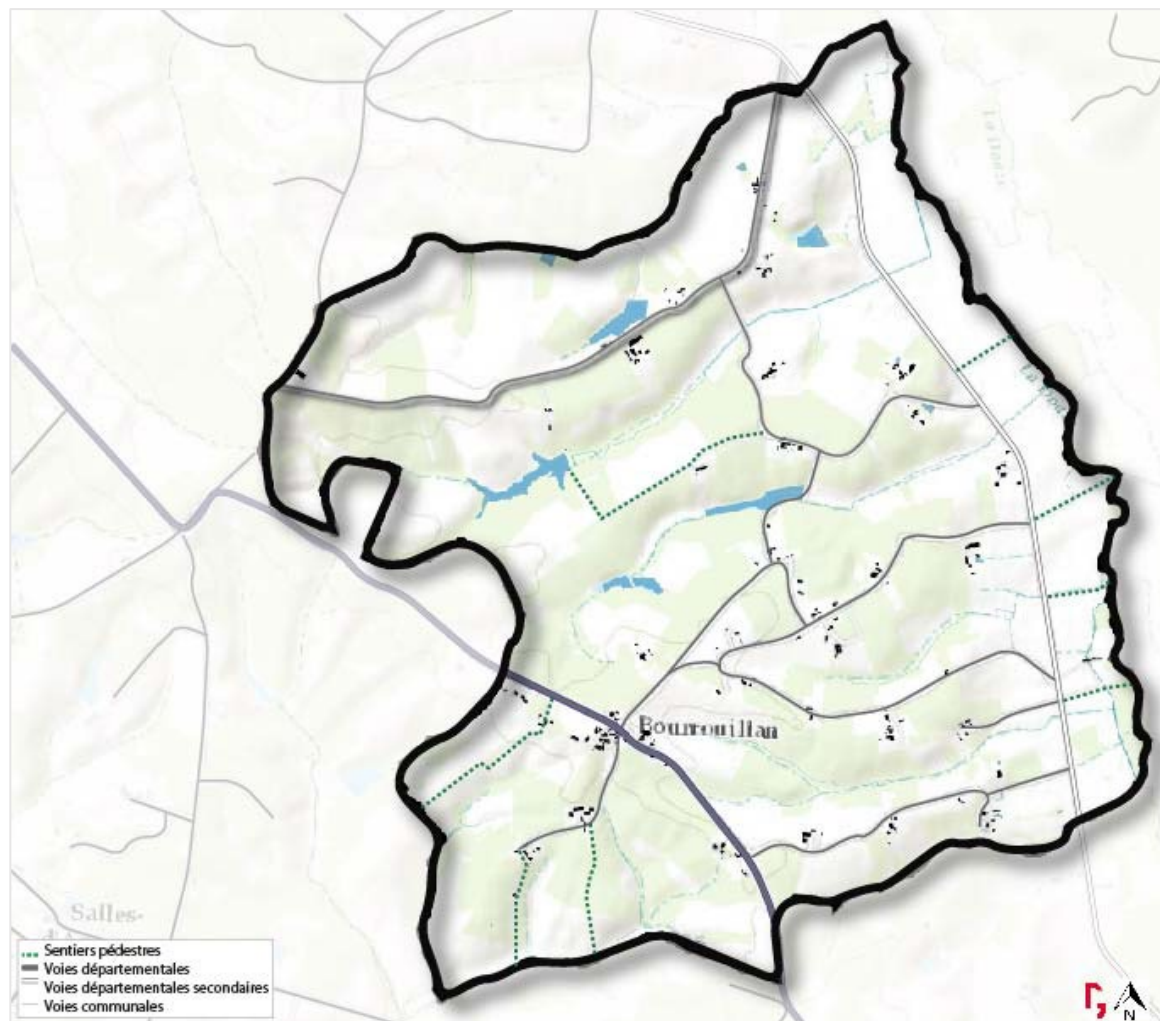 Bourrouillan
Salles-
Sentiers pédestres
Voies départementales
Voies départementales secondaires
Voies communales
N